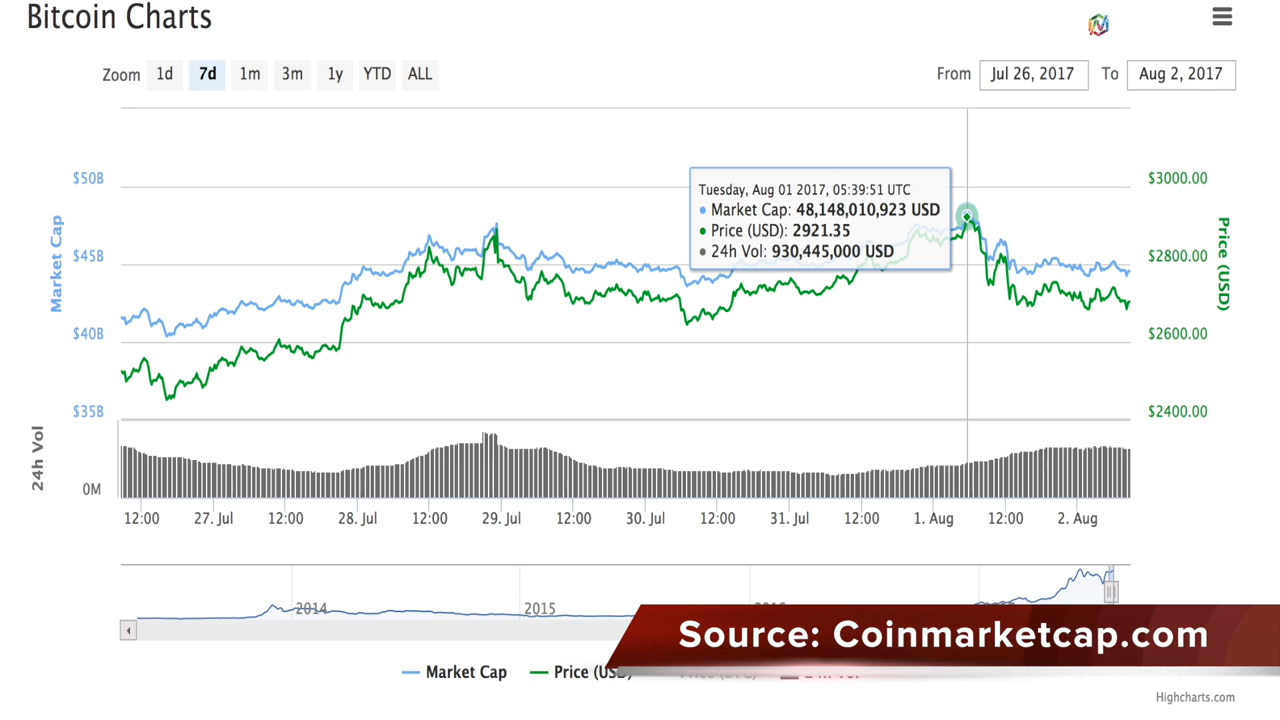 Bitcoin Charts
Zoom 1d 7d 1m 3m 1y YTD ALL From Jul 26, 2017 To Aug 2, 2017
$50B $3000.00
Tuesday, Aug 01 2017, 05:39:51 UTC
Market Cap: 48,148,010,923 USD
Price (USD): 2921.35
24h Vol: 930,445,000 USD
Market Cap
Price (USD)
$45B $2800.00
$40B $2600.00
$35B $2400.00
24h Vol
0M
12:00 27. Jul 12:00 28. Jul 12:00 29. Jul 12:00 30. Jul 12:00 31. Jul 12:00 1. Aug 12:00 2. Aug
2014 2015
Source: Coinmarketcap.com
Market Cap Price (USD)
Highcharts.com